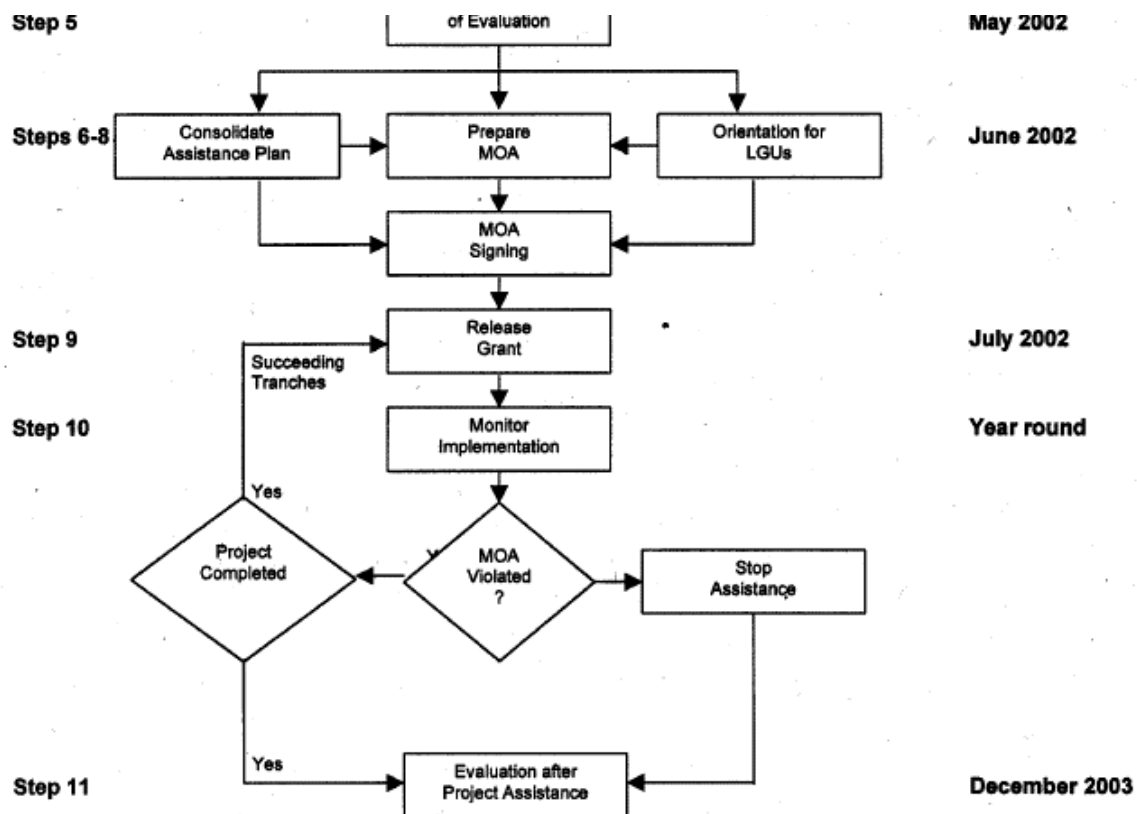 Step 5
of Evaluation
May 2002
Steps 6-8
Consolidate
Assistance Plan
Prepare
MOA
Orientation for
LGUs
June 2002
MOA
Signing
Step 9
Release
Grant
July 2002
Succeeding
Tranches
Step 10
Monitor
Implementation
Year round
Yes
Project
Completed
MOA
Violated
?
Stop
Assistance
Yes
Step 11
Evaluation after
Project Assistance
December 2003